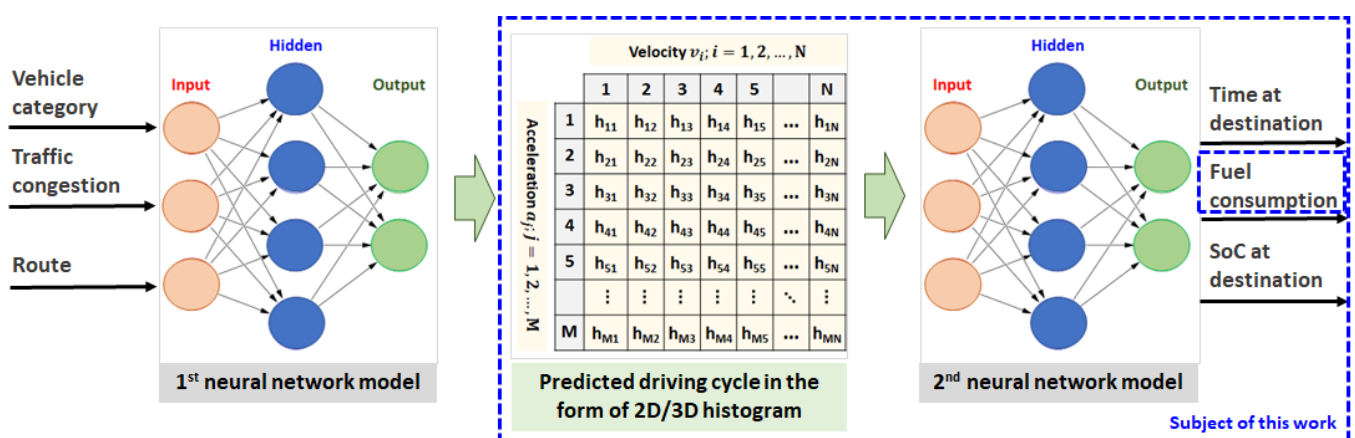 Vehicle
category
Traffic
congestion
Route
Hidden
Input
Output
1st neural network model
Velocity vᵢ; i = 1, 2, ..., N
Acceleration aⱼ; j = 1, 2, ..., M
1 2 3 4 5 N
1 h11 h12 h13 h14 h15 ... h1N
2 h21 h22 h23 h24 h25 ... h2N
3 h31 h32 h33 h34 h35 ... h3N
4 h41 h42 h43 h44 h45 ... h4N
5 h51 h52 h53 h54 h55 ... h5N
⋮ ⋮ ⋮ ⋮ ⋮ ⋱ ⋮
M hM1 hM2 hM3 hM4 hM5 ... hMN
Predicted driving cycle in the
form of 2D/3D histogram
Hidden
Input
Output
2nd neural network model
Time at
destination
Fuel
consumption
SoC at
destination
Subject of this work